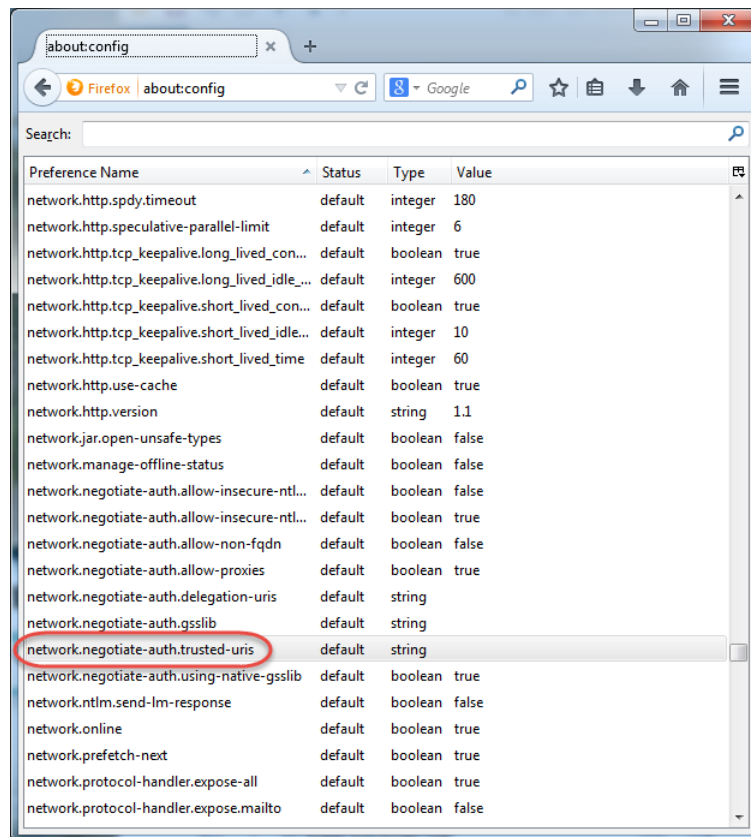 about:config
Firefox about:config Google
Search:
Preference Name Status Type Value
network.http.spdy.timeout default integer 180
network.http.speculative-parallel-limit default integer 6
network.http.tcp_keepalive.long_lived_con... default boolean true
network.http.tcp_keepalive.long_lived_idle_... default integer 600
network.http.tcp_keepalive.short_lived_con... default boolean true
network.http.tcp_keepalive.short_lived_idle... default integer 10
network.http.tcp_keepalive.short_lived_time default integer 60
network.http.use-cache default boolean true
network.http.version default string 1.1
network.jar.open-unsafe-types default boolean false
network.manage-offline-status default boolean false
network.negotiate-auth.allow-insecure-ntl... default boolean false
network.negotiate-auth.allow-insecure-ntl... default boolean true
network.negotiate-auth.allow-non-fqdn default boolean false
network.negotiate-auth.allow-proxies default boolean true
network.negotiate-auth.delegation-uris default string
network.negotiate-auth.gsslib default string
network.negotiate-auth.trusted-uris default string
network.negotiate-auth.using-native-gsslib default boolean true
network.ntlm.send-lm-response default boolean false
network.online default boolean true
network.prefetch-next default boolean true
network.protocol-handler.expose-all default boolean true
network.protocol-handler.expose.mailto default boolean false